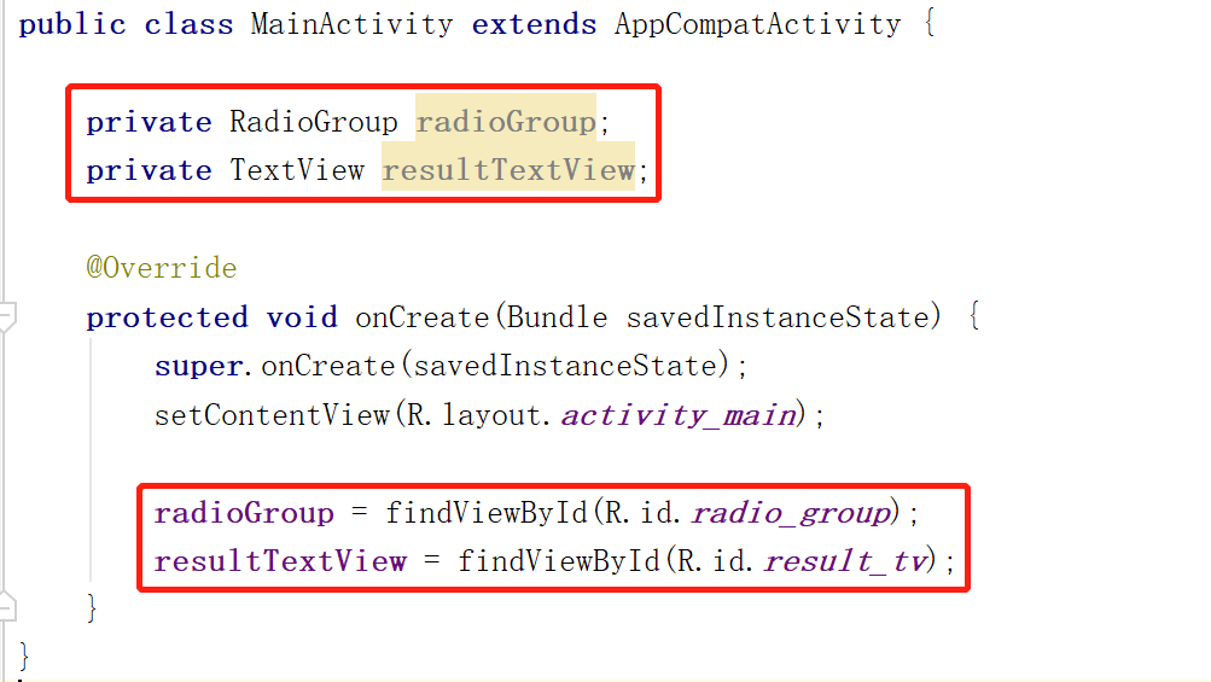 public class MainActivity extends AppCompatActivity {
private RadioGroup radioGroup;
private TextView resultTextView;
@Override
protected void onCreate(Bundle savedInstanceState) {
super.onCreate(savedInstanceState);
setContentView(R.layout.activity_main);
radioGroup = findViewById(R.id.radio_group);
resultTextView = findViewById(R.id.result_tv);
}
}